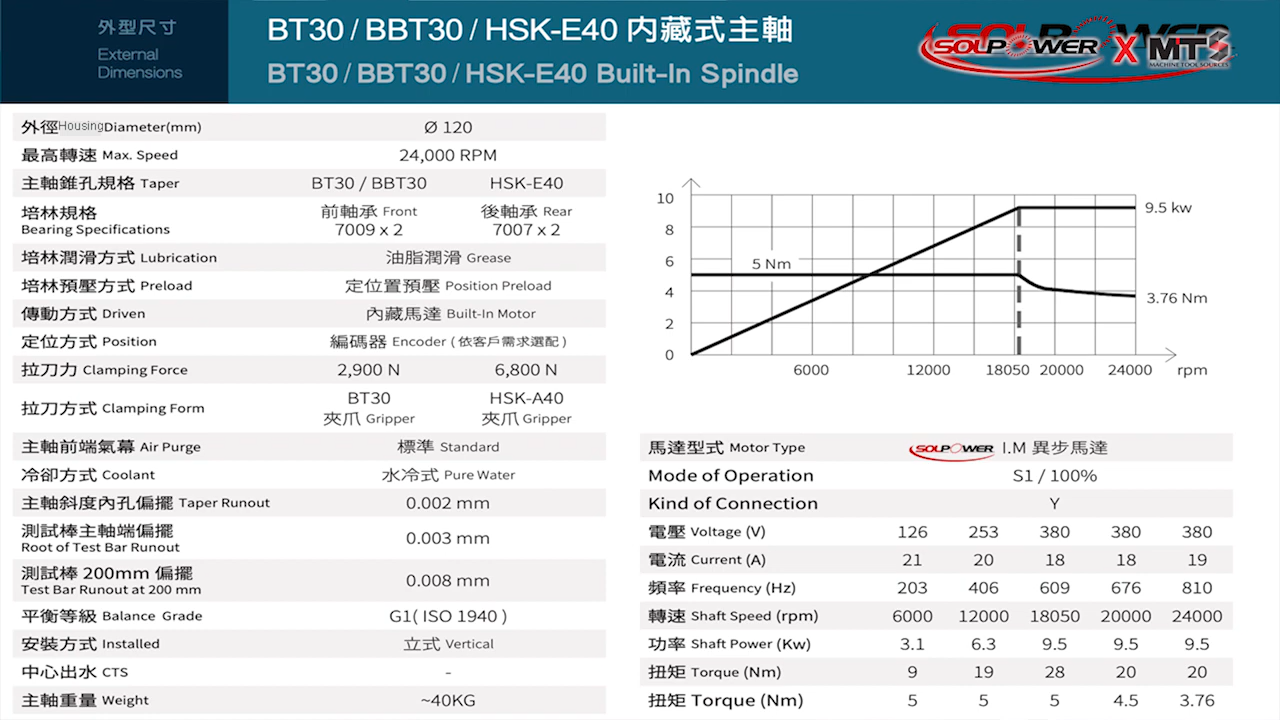 外型尺寸
External
Dimensions
BT30 / BBT30 / HSK-E40 內藏式主軸
BT30 / BBT30 / HSK-E40 Built-In Spindle
SOLPOWER X MTS
MACHINE TOOL SOURCES
外徑 Housing Diameter(mm) Ø 120
最高轉速 Max. Speed 24,000 RPM
主軸錐孔規格 Taper BT30 / BBT30 HSK-E40
培林規格 前軸承 Front 後軸承 Rear
Bearing Specifications 7009 x 2 7007 x 2
培林潤滑方式 Lubrication 油脂潤滑 Grease
培林預壓方式 Preload 定位置預壓 Position Preload
傳動方式 Driven 內藏馬達 Built-In Motor
定位方式 Position 編碼器 Encoder ( 依客戶需求選配 )
拉刀力 Clamping Force 2,900 N 6,800 N
拉刀方式 Clamping Form BT30 HSK-A40
夾爪 Gripper 夾爪 Gripper
主軸前端氣幕 Air Purge 標準 Standard
冷卻方式 Coolant 水冷式 Pure Water
主軸斜度內孔偏擺 Taper Runout 0.002 mm
測試棒主軸端偏擺
Root of Test Bar Runout 0.003 mm
測試棒 200mm 偏擺
Test Bar Runout at 200 mm 0.008 mm
平衡等級 Balance Grade G1( ISO 1940 )
安裝方式 Installed 立式 Vertical
中心出水 CTS -
主軸重量 Weight ~40KG
10
8
6
4
2
0
9.5 kw
5 Nm
3.76 Nm
6000 12000 18050 20000 24000 rpm
馬達型式 Motor Type SOLPOWER I.M 異步馬達
Mode of Operation S1 / 100%
Kind of Connection Y
電壓 Voltage (V) 126 253 380 380 380
電流 Current (A) 21 20 18 18 19
頻率 Frequency (Hz) 203 406 609 676 810
轉速 Shaft Speed (rpm) 6000 12000 18050 20000 24000
功率 Shaft Power (Kw) 3.1 6.3 9.5 9.5 9.5
扭矩 Torque (Nm) 9 19 28 20 20
扭矩 Torque (Nm) 5 5 5 4.5 3.76